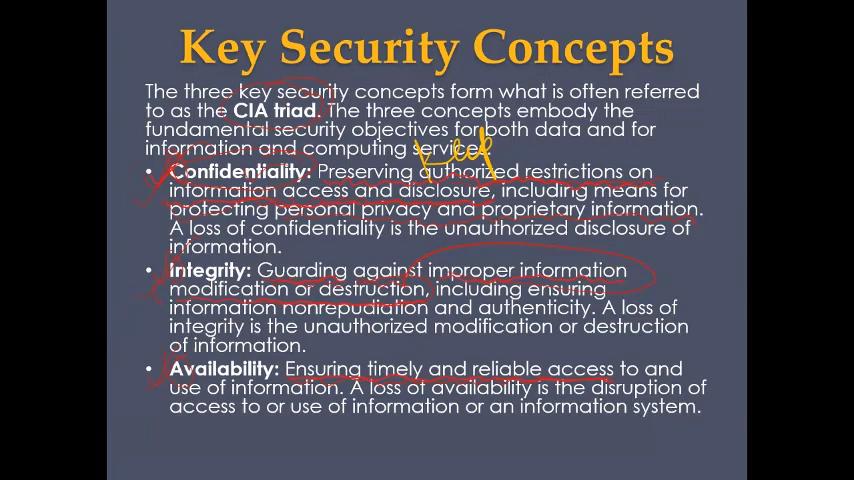 Key Security Concepts
The three key security concepts form what is often referred
to as the CIA triad. The three concepts embody the
fundamental security objectives for both data and for
information and computing services.
• Confidentiality: Preserving authorized restrictions on
information access and disclosure, including means for
protecting personal privacy and proprietary information.
A loss of confidentiality is the unauthorized disclosure of
information.
• Integrity: Guarding against improper information
modification or destruction, including ensuring
information nonrepudiation and authenticity. A loss of
integrity is the unauthorized modification or destruction
of information.
• Availability: Ensuring timely and reliable access to and
use of information. A loss of availability is the disruption of
access to or use of information or an information system.